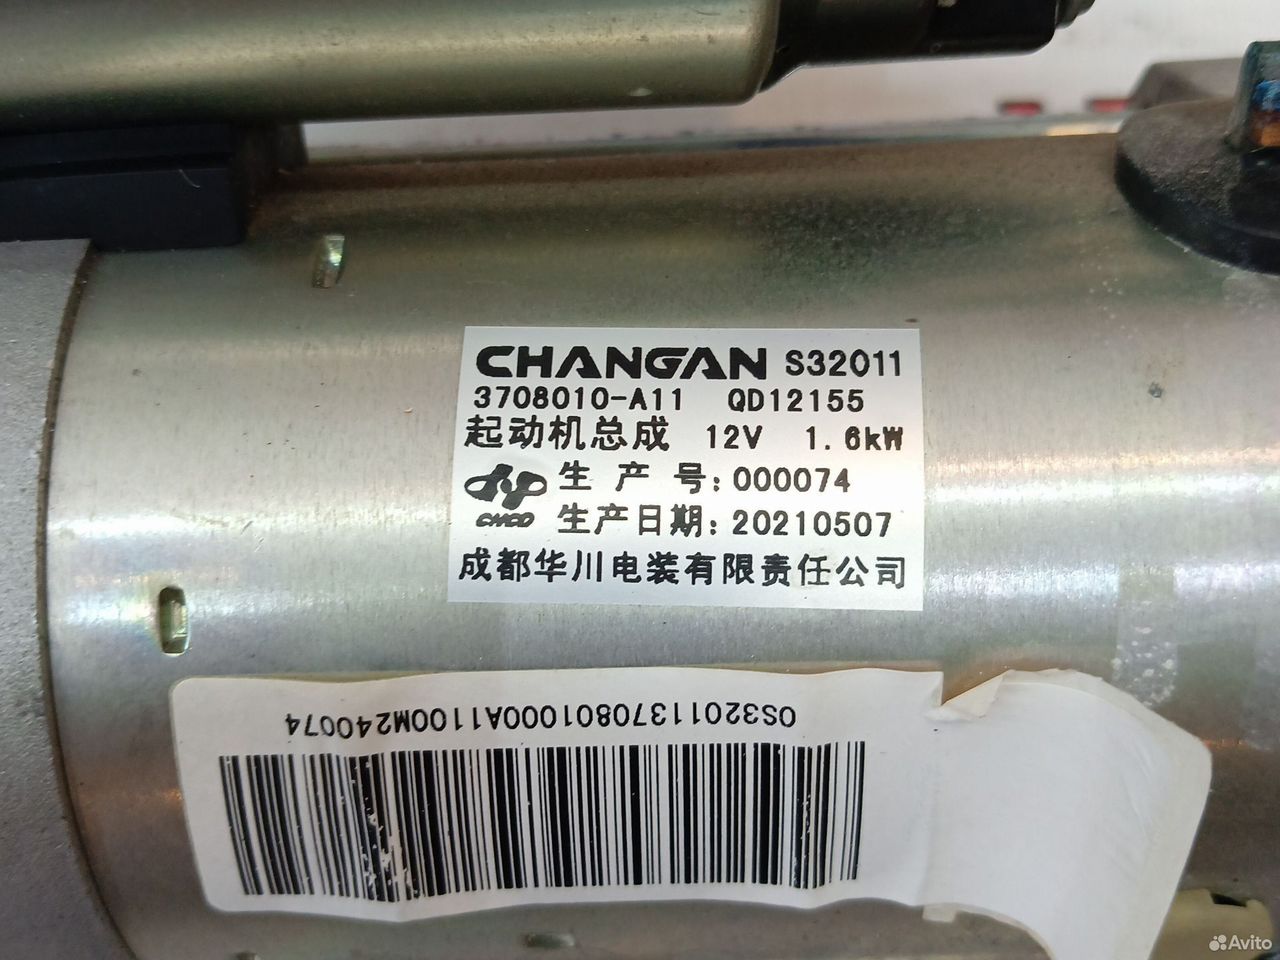 CHANGAN S32011
3708010-A11 QD12155
起动机总成 12V 1.6kW
生产号:000074
CHCD
生产日期:20210507
成都华川电装有限责任公司
0S320113708010000A1100M240074
Avito